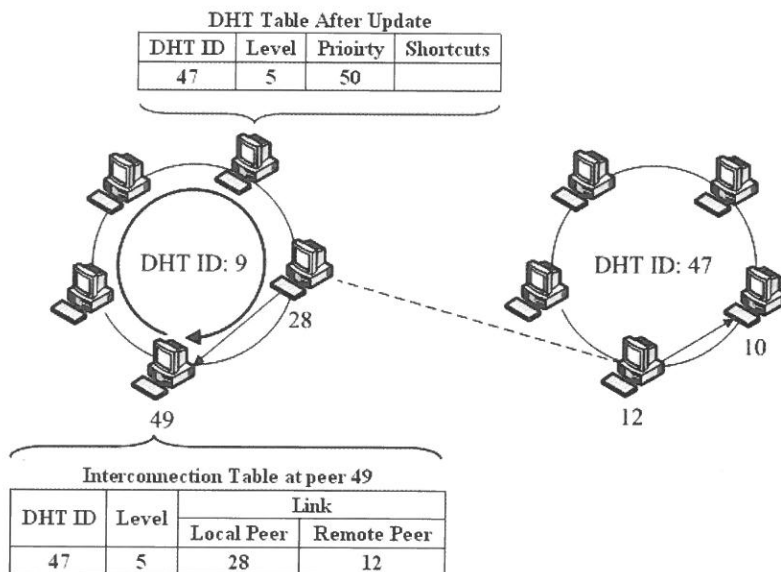 DHT Table After Update
DHT ID Level Prioirty Shortcuts
47 5 50
DHT ID: 9
DHT ID: 47
28
10
49
12
Interconnection Table at peer 49
DHT ID Level Link
Local Peer Remote Peer
47 5 28 12